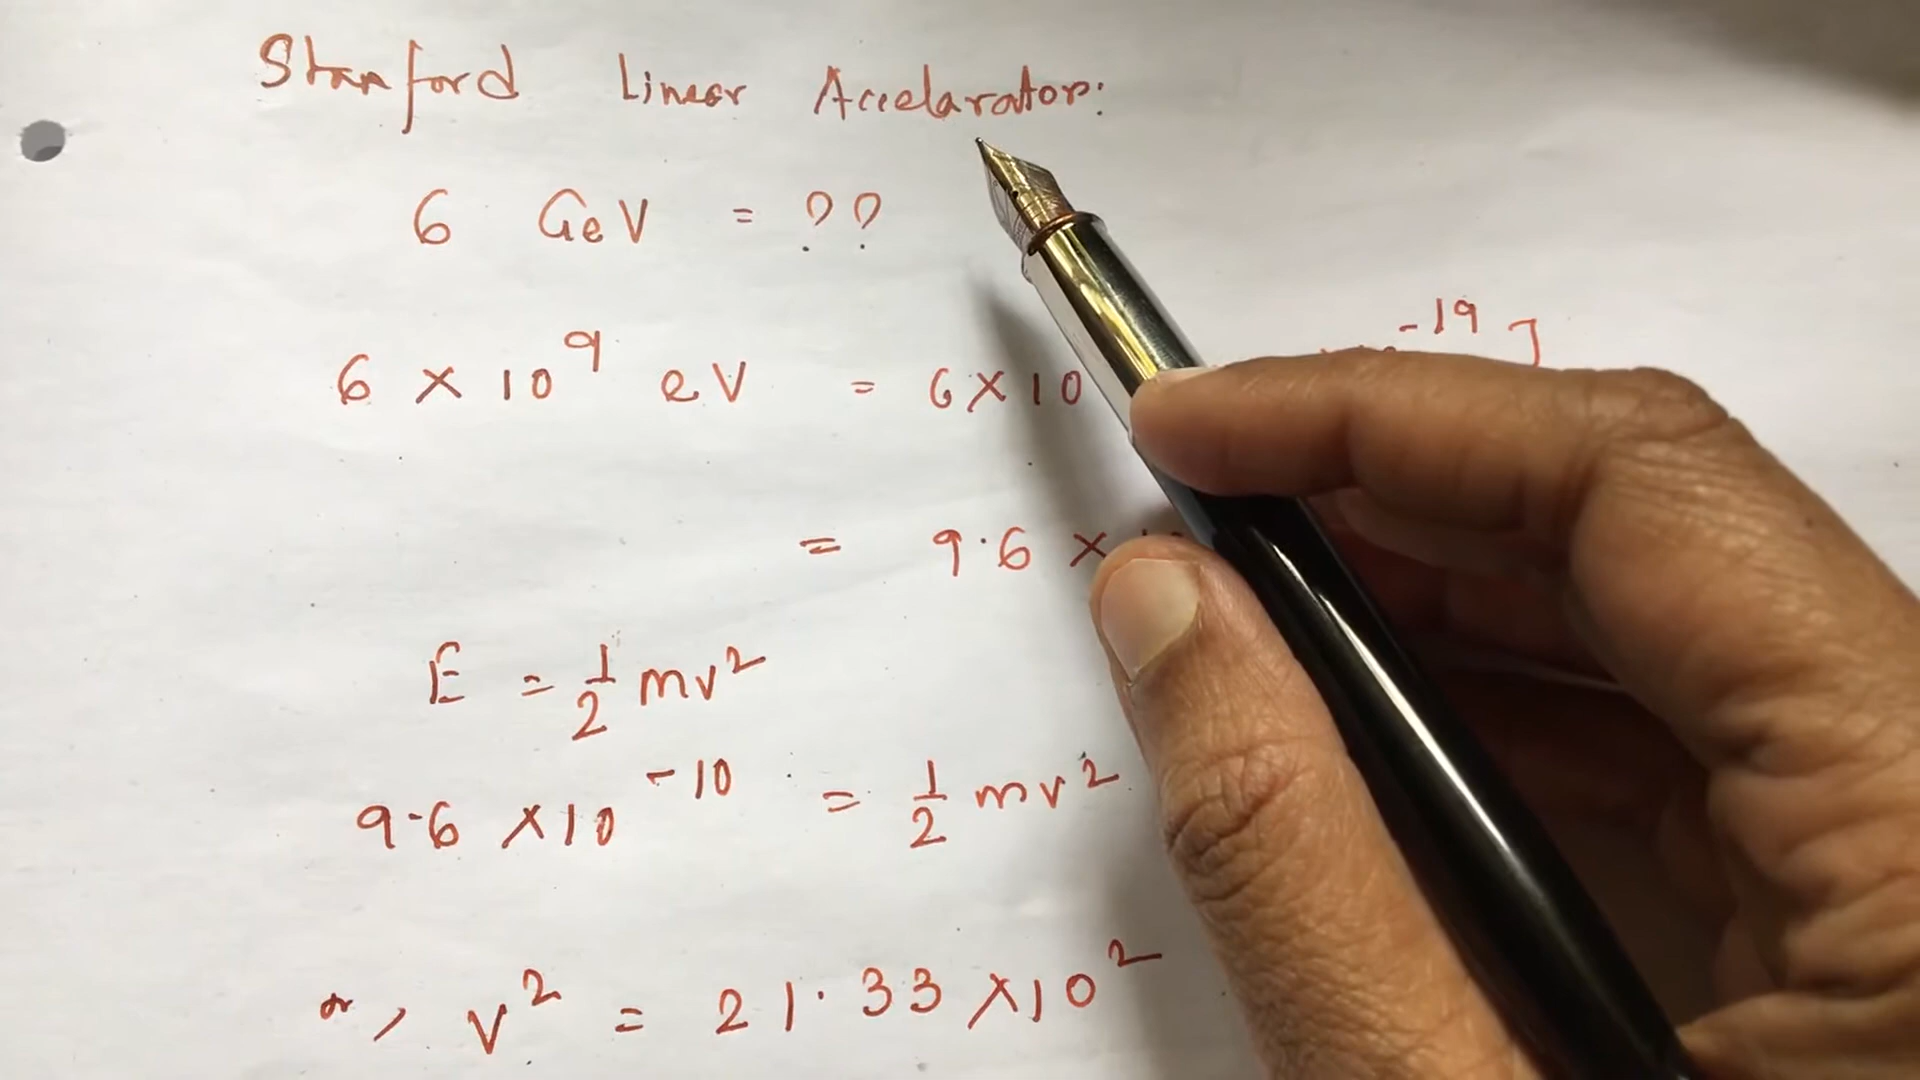 Stanford Linear Accelarator:
6 GeV = ??
6 × 10⁹ eV = 6×10 ⁻¹⁹ J
= 9.6 ×
E = ½ mv²
9.6 ×10⁻¹⁰ = ½ mv²
or, v² = 21.33 ×10²